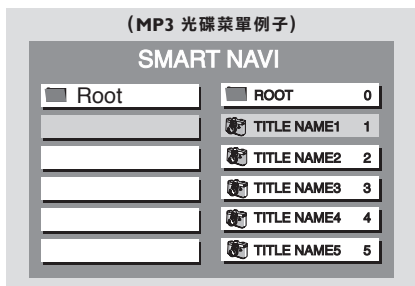 (MP3 光碟菜單例子)
SMART NAVI
Root
ROOT 0
TITLE NAME1 1
TITLE NAME2 2
TITLE NAME3 3
TITLE NAME4 4
TITLE NAME5 5